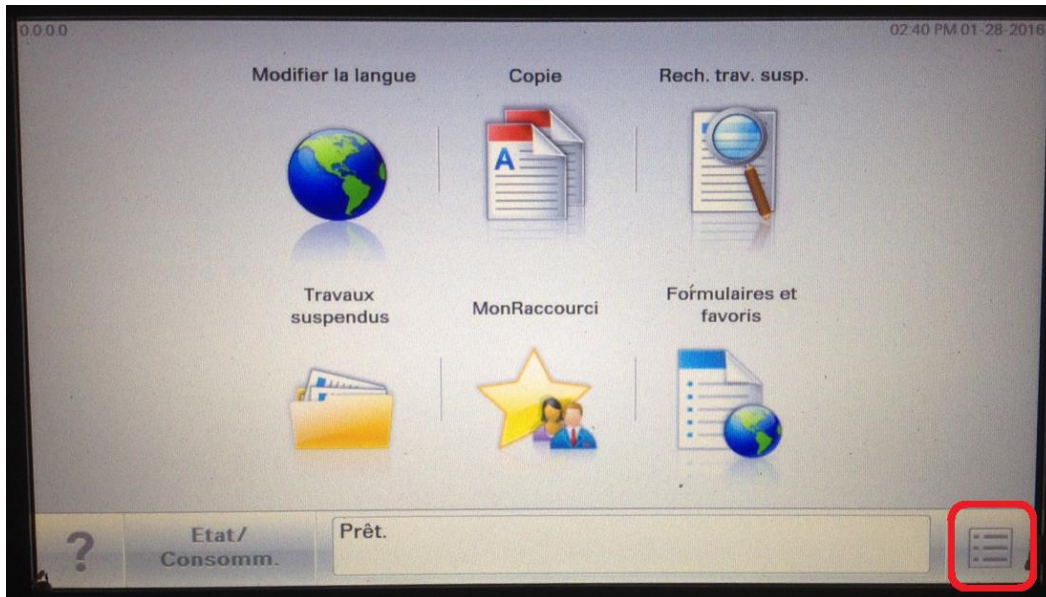 0.0.0.0
02:40 PM 01-28-2016
Modifier la langue
Copie
Rech. trav. susp.
A
Travaux
suspendus
MonRaccourci
Formulaires et
favoris
?
Etat/
Consomm.
Prêt.